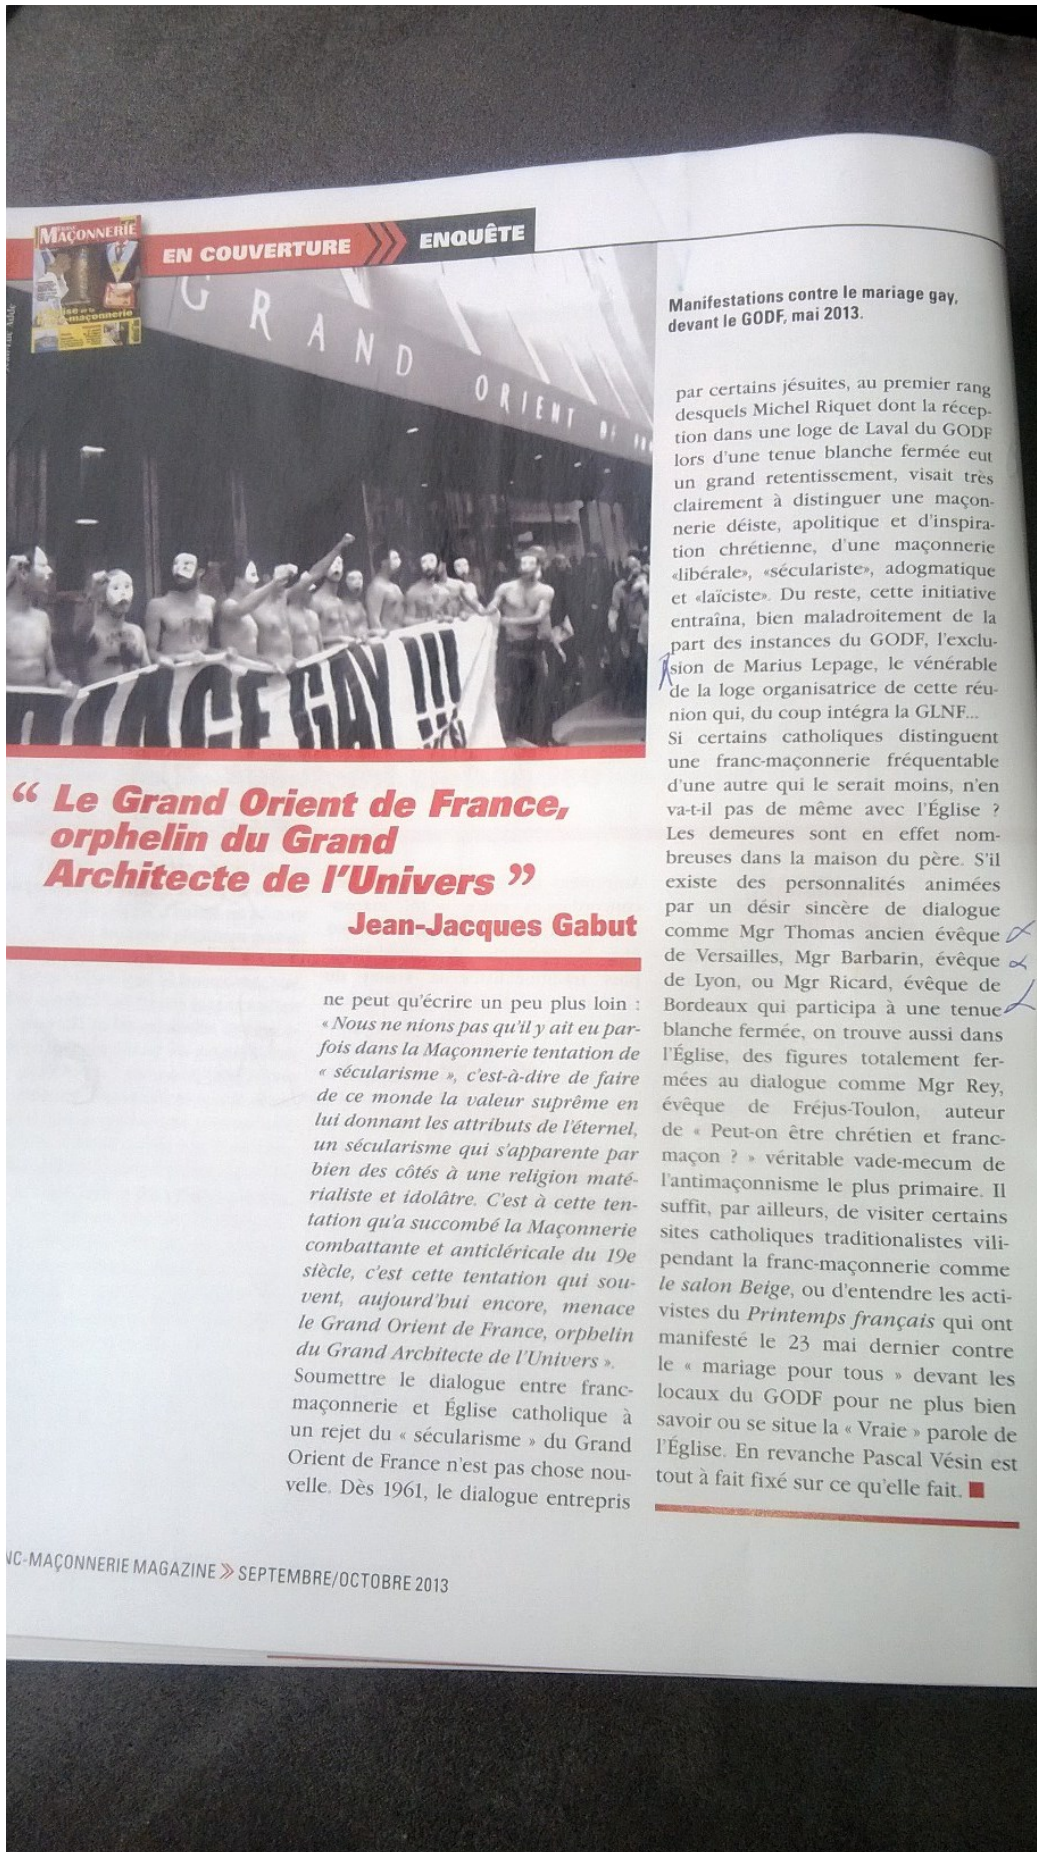 MAÇONNERIE
EN COUVERTURE
ENQUÊTE
GRAND ORIENT
Manifestations contre le mariage gay,
devant le GODF, mai 2013.
GAY !!!
“ Le Grand Orient de France,
orphelin du Grand
Architecte de l'Univers ”
Jean-Jacques Gabut
ne peut qu'écrire un peu plus loin :
« Nous ne nions pas qu'il y ait eu par-
fois dans la Maçonnerie tentation de
« sécularisme », c'est-à-dire de faire
de ce monde la valeur suprême en
lui donnant les attributs de l'éternel,
un sécularisme qui s'apparente par
bien des côtés à une religion maté-
rialiste et idolâtre. C'est à cette ten-
tation qu'a succombé la Maçonnerie
combattante et anticléricale du 19e
siècle, c'est cette tentation qui sou-
vent, aujourd'hui encore, menace
le Grand Orient de France, orphelin
du Grand Architecte de l'Univers ».
Soumettre le dialogue entre franc-
maçonnerie et Église catholique à
un rejet du « sécularisme » du Grand
Orient de France n'est pas chose nou-
velle. Dès 1961, le dialogue entrepris
par certains jésuites, au premier rang
desquels Michel Riquet dont la récep-
tion dans une loge de Laval du GODF
lors d'une tenue blanche fermée eut
un grand retentissement, visait très
clairement à distinguer une maçon-
nerie déiste, apolitique et d'inspira-
tion chrétienne, d'une maçonnerie
«libérale», «séculariste», adogmatique
et «laïciste». Du reste, cette initiative
entraîna, bien maladroitement de la
part des instances du GODF, l'exclu-
sion de Marius Lepage, le vénérable
de la loge organisatrice de cette réu-
nion qui, du coup intégra la GLNF...
Si certains catholiques distinguent
une franc-maçonnerie fréquentable
d'une autre qui le serait moins, n'en
va-t-il pas de même avec l'Église ?
Les demeures sont en effet nom-
breuses dans la maison du père. S'il
existe des personnalités animées
par un désir sincère de dialogue
comme Mgr Thomas ancien évêque
de Versailles, Mgr Barbarin, évêque
de Lyon, ou Mgr Ricard, évêque de
Bordeaux qui participa à une tenue
blanche fermée, on trouve aussi dans
l'Église, des figures totalement fer-
mées au dialogue comme Mgr Rey,
évêque de Fréjus-Toulon, auteur
de « Peut-on être chrétien et franc-
maçon ? » véritable vade-mecum de
l'antimaçonnisme le plus primaire. Il
suffit, par ailleurs, de visiter certains
sites catholiques traditionalistes vili-
pendant la franc-maçonnerie comme
le salon Beige, ou d'entendre les acti-
vistes du Printemps français qui ont
manifesté le 23 mai dernier contre
le « mariage pour tous » devant les
locaux du GODF pour ne plus bien
savoir ou se situe la « Vraie » parole de
l'Église. En revanche Pascal Vésin est
tout à fait fixé sur ce qu'elle fait.
NC-MAÇONNERIE MAGAZINE » SEPTEMBRE/OCTOBRE 2013